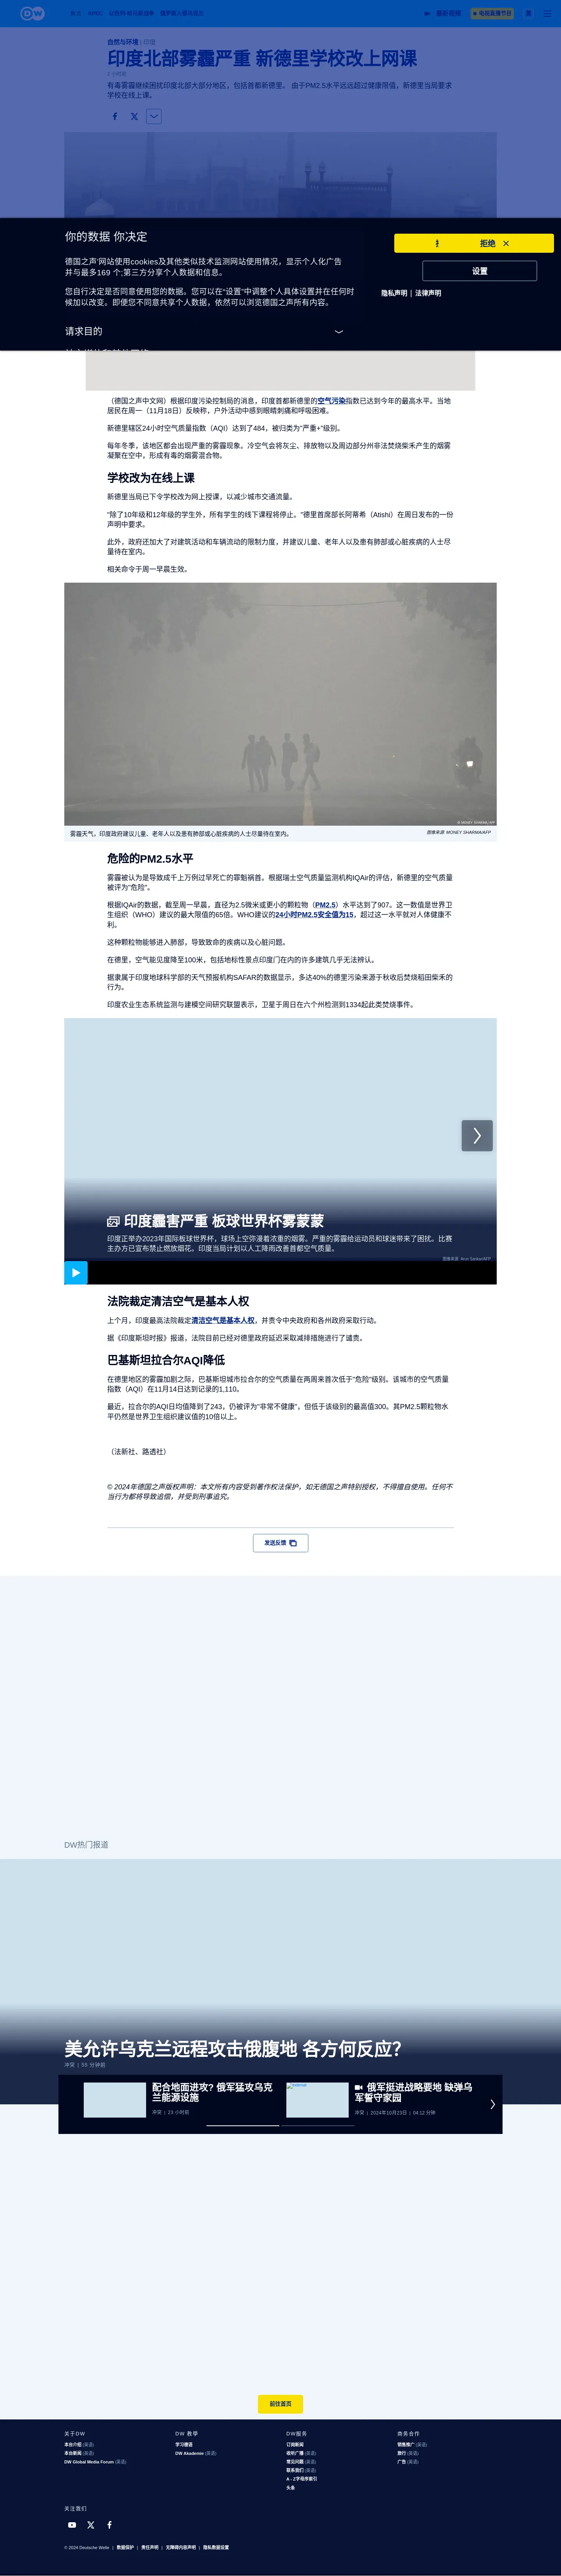 DW
焦点
APEC
以色列-哈马斯战争
俄罗斯入侵乌克兰
最新视频
电视直播节目
繁
自然与环境 | 印度
印度北部雾霾严重 新德里学校改上网课
2 小时前
有毒雾霾继续困扰印度北部大部分地区，包括首都新德里。 由于PM2.5水平远远超过健康限值，新德里当局要求学校在线上课。
你的数据 你决定
德国之声'网站使用cookies及其他类似技术监测网站使用情况，显示个人化广告并与最多169 个;第三方分享个人数据和信息。
您自行决定是否同意使用您的数据。您可以在"设置"中调整个人具体设置并在任何时候加以改变。即使您不同意共享个人数据，依然可以浏览德国之声所有内容。
请求目的
拒绝
设置
隐私声明 | 法律声明
（德国之声中文网）根据印度污染控制局的消息，印度首都新德里的空气污染指数已达到今年的最高水平。当地居民在周一（11月18日）反映称，户外活动中感到眼睛刺痛和呼吸困难。
新德里辖区24小时空气质量指数（AQI）达到了484，被归类为"严重+"级别。
每年冬季，该地区都会出现严重的雾霾现象。冷空气会将灰尘、排放物以及周边部分州非法焚烧柴禾产生的烟雾凝聚在空中，形成有毒的烟雾混合物。
学校改为在线上课
新德里当局已下令学校改为网上授课，以减少城市交通流量。
"除了10年级和12年级的学生外，所有学生的线下课程将停止。"德里首席部长阿蒂希（Atishi）在周日发布的一份声明中要求。
此外，政府还加大了对建筑活动和车辆流动的限制力度，并建议儿童、老年人以及患有肺部或心脏疾病的人士尽量待在室内。
相关命令于周一早晨生效。
雾霾天气，印度政府建议儿童、老年人以及患有肺部或心脏疾病的人士尽量待在室内。
图像来源: MONEY SHARMA/AFP
危险的PM2.5水平
雾霾被认为是导致成千上万例过早死亡的罪魁祸首。根据瑞士空气质量监测机构IQAir的评估，新德里的空气质量被评为"危险"。
根据IQAir的数据，截至周一早晨，直径为2.5微米或更小的颗粒物（PM2.5）水平达到了907。这一数值是世界卫生组织（WHO）建议的最大限值的65倍。WHO建议的24小时PM2.5安全值为15，超过这一水平就对人体健康不利。
这种颗粒物能够进入肺部，导致致命的疾病以及心脏问题。
在德里，空气能见度降至100米，包括地标性景点印度门在内的许多建筑几乎无法辨认。
据隶属于印度地球科学部的天气预报机构SAFAR的数据显示，多达40%的德里污染来源于秋收后焚烧稻田柴禾的行为。
印度农业生态系统监测与建模空间研究联盟表示，卫星于周日在六个州检测到1334起此类焚烧事件。
印度霾害严重 板球世界杯雾蒙蒙
印度正举办2023年国际板球世界杯，球场上空弥漫着浓重的烟雾。严重的雾霾给运动员和球迷带来了困扰。比赛主办方已宣布禁止燃放烟花。印度当局计划以人工降雨改善首都空气质量。
图像来源: Arun Sankar/AFP
法院裁定清洁空气是基本人权
上个月，印度最高法院裁定清洁空气是基本人权，并责令中央政府和各州政府采取行动。
据《印度斯坦时报》报道，法院目前已经对德里政府延迟采取减排措施进行了谴责。
巴基斯坦拉合尔AQI降低
在德里地区的雾霾加剧之际，巴基斯坦城市拉合尔的空气质量在两周来首次低于"危险"级别。该城市的空气质量指数（AQI）在11月14日达到记录的1,110。
最近，拉合尔的AQI日均值降到了243，仍被评为"非常不健康"，但低于该级别的最高值300。其PM2.5颗粒物水平仍然是世界卫生组织建议值的10倍以上。
（法新社、路透社）
© 2024年德国之声版权声明：本文所有内容受到著作权法保护，如无德国之声特别授权，不得擅自使用。任何不当行为都将导致追偿，并受到刑事追究。
发送反馈
DW热门报道
美允许乌克兰远程攻击俄腹地 各方何反应？
冲突 | 55 分钟前
配合地面进攻? 俄军猛攻乌克兰能源设施
冲突 | 23 小时前
俄军挺进战略要地 缺弹乌军誓守家园
冲突 | 2024年10月23日 | 04:12 分钟
前往首页
关于DW
本台介绍 (英语)
本台新闻 (英语)
DW Global Media Forum (英语)
DW 教学
学习德语
DW Akademie (英语)
DW服务
订阅新闻
收听广播 (英语)
常见问题 (英语)
联系我们 (英语)
A - Z字母序索引
头条
商务合作
销售推广 (英语)
旅行 (英语)
广告 (英语)
关注我们
© 2024 Deutsche Welle | 数据保护 | 责任声明 | 无障碍内容声明 | 隐私数据设置